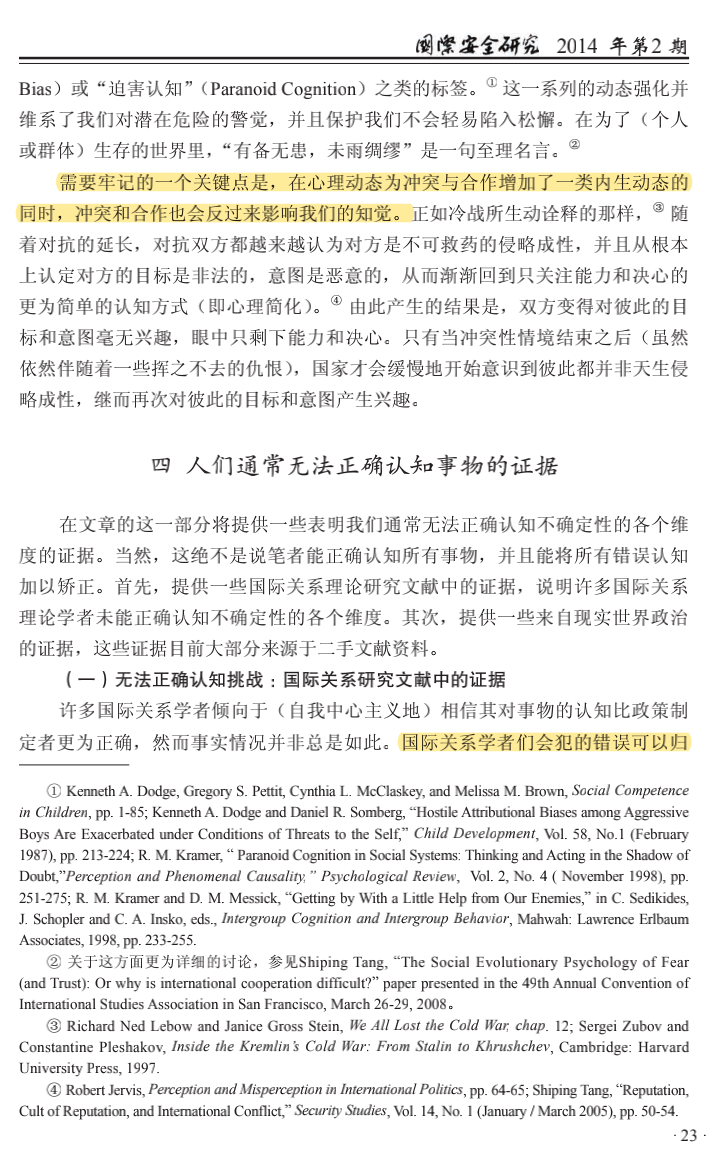 国际安全研究 2014 年第2 期
Bias）或“迫害认知”（Paranoid Cognition）之类的标签。① 这一系列的动态强化并
维系了我们对潜在危险的警觉，并且保护我们不会轻易陷入松懈。在为了（个人
或群体）生存的世界里，“有备无患，未雨绸缪”是一句至理名言。②
需要牢记的一个关键点是，在心理动态为冲突与合作增加了一类内生动态的
同时，冲突和合作也会反过来影响我们的知觉。正如冷战所生动诠释的那样，③ 随
着对抗的延长，对抗双方都越来越认为对方是不可救药的侵略成性，并且从根本
上认定对方的目标是非法的，意图是恶意的，从而渐渐回到只关注能力和决心的
更为简单的认知方式（即心理简化）。④ 由此产生的结果是，双方变得对彼此的目
标和意图毫无兴趣，眼中只剩下能力和决心。只有当冲突性情境结束之后（虽然
依然伴随着一些挥之不去的仇恨），国家才会缓慢地开始意识到彼此都并非天生侵
略成性，继而再次对彼此的目标和意图产生兴趣。
四 人们通常无法正确认知事物的证据
在文章的这一部分将提供一些表明我们通常无法正确认知不确定性的各个维
度的证据。当然，这绝不是说笔者能正确认知所有事物，并且能将所有错误认知
加以矫正。首先，提供一些国际关系理论研究文献中的证据，说明许多国际关系
理论学者未能正确认知不确定性的各个维度。其次，提供一些来自现实世界政治
的证据，这些证据目前大部分来源于二手文献资料。
（一）无法正确认知挑战：国际关系研究文献中的证据
许多国际关系学者倾向于（自我中心主义地）相信其对事物的认知比政策制
定者更为正确，然而事实情况并非总是如此。国际关系学者们会犯的错误可以归
① Kenneth A. Dodge, Gregory S. Pettit, Cynthia L. McClaskey, and Melissa M. Brown, Social Competence
in Children, pp. 1-85; Kenneth A. Dodge and Daniel R. Somberg, “Hostile Attributional Biases among Aggressive
Boys Are Exacerbated under Conditions of Threats to the Self,” Child Development, Vol. 58, No.1 (February
1987), pp. 213-224; R. M. Kramer, “ Paranoid Cognition in Social Systems: Thinking and Acting in the Shadow of
Doubt,”Perception and Phenomenal Causality, ” Psychological Review, Vol. 2, No. 4 ( November 1998), pp.
251-275; R. M. Kramer and D. M. Messick, “Getting by With a Little Help from Our Enemies,” in C. Sedikides,
J. Schopler and C. A. Insko, eds., Intergroup Cognition and Intergroup Behavior, Mahwah: Lawrence Erlbaum
Associates, 1998, pp. 233-255.
② 关于这方面更为详细的讨论，参见Shiping Tang, “The Social Evolutionary Psychology of Fear
(and Trust): Or why is international cooperation difficult?” paper presented in the 49th Annual Convention of
International Studies Association in San Francisco, March 26-29, 2008。
③ Richard Ned Lebow and Janice Gross Stein, We All Lost the Cold War, chap. 12; Sergei Zubov and
Constantine Pleshakov, Inside the Kremlin’s Cold War: From Stalin to Khrushchev, Cambridge: Harvard
University Press, 1997.
④ Robert Jervis, Perception and Misperception in International Politics, pp. 64-65; Shiping Tang, “Reputation,
Cult of Reputation, and International Conflict,” Security Studies, Vol. 14, No. 1 (January / March 2005), pp. 50-54.
· 23 ·